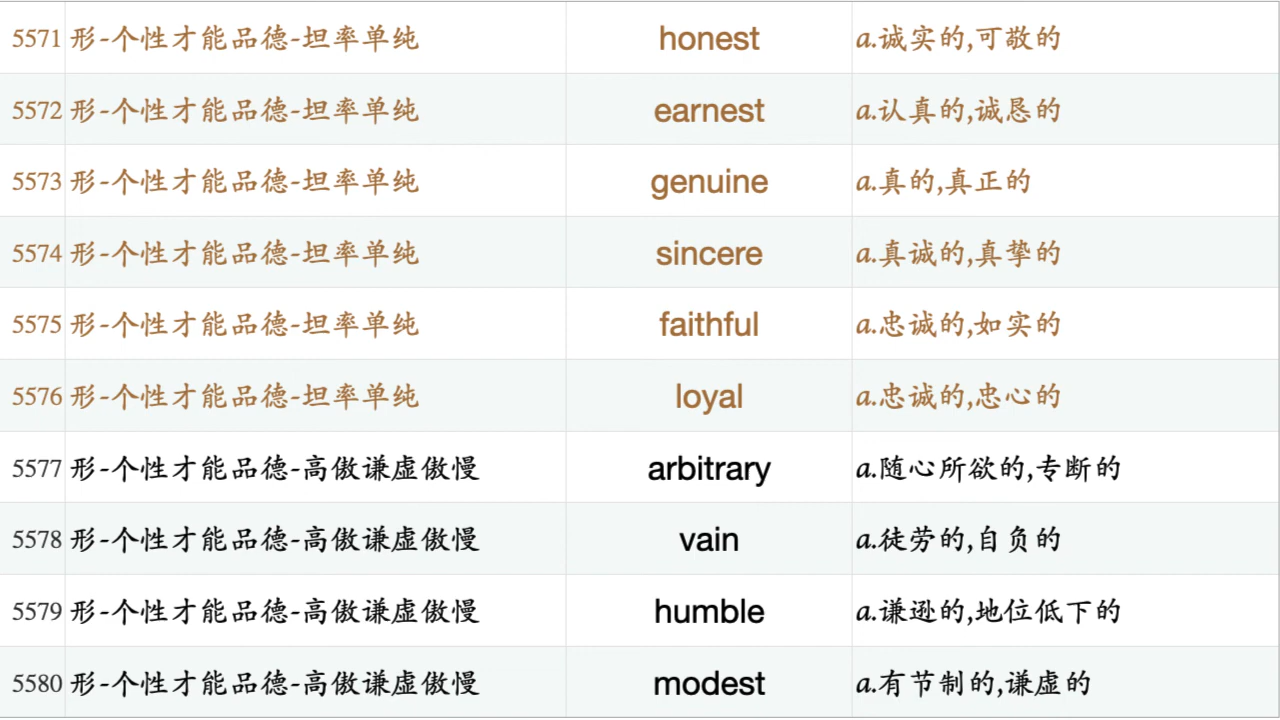 5571 形-个性才能品德-坦率单纯 honest a.诚实的,可敬的
5572 形-个性才能品德-坦率单纯 earnest a.认真的,诚恳的
5573 形-个性才能品德-坦率单纯 genuine a.真的,真正的
5574 形-个性才能品德-坦率单纯 sincere a.真诚的,真挚的
5575 形-个性才能品德-坦率单纯 faithful a.忠诚的,如实的
5576 形-个性才能品德-坦率单纯 loyal a.忠诚的,忠心的
5577 形-个性才能品德-高傲谦虚傲慢 arbitrary a.随心所欲的,专断的
5578 形-个性才能品德-高傲谦虚傲慢 vain a.徒劳的,自负的
5579 形-个性才能品德-高傲谦虚傲慢 humble a.谦逊的,地位低下的
5580 形-个性才能品德-高傲谦虚傲慢 modest a.有节制的,谦虚的